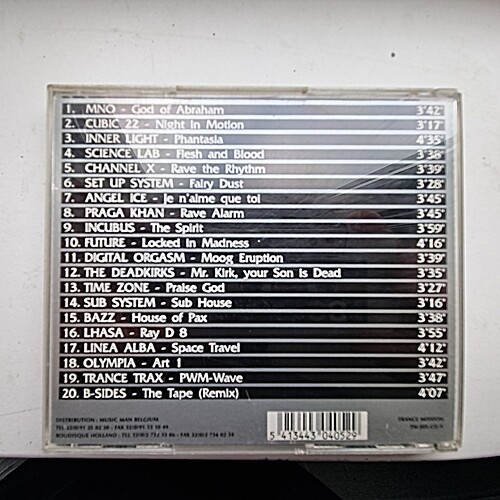 1. MNO - God of Abraham 3'42"
2. CUBIC 22 - Night In Motion 3'17"
3. INNER LIGHT - Phantasia 4'35"
4. SCIENCE LAB - Flesh and Blood 3'38"
5. CHANNEL X - Rave the Rhythm 3'39"
6. SET UP SYSTEM - Fairy Dust 3'28"
7. ANGEL ICE - Je n'aime que toi 3'45"
8. PRAGA KHAN - Rave Alarm 3'45"
9. INCUBUS - The Spirit 3'59"
10. FUTURE - Locked in Madness 4'16"
11. DIGITAL ORGASM - Moog Eruption 3'39"
12. THE DEADKIRKS - Mr. Kirk, your Son is Dead 3'35"
13. TIME ZONE - Praise God 3'27"
14. SUB SYSTEM - Sub House 3'16"
15. BAZZ - House of Pax 3'38"
16. LHASA - Ray D 8 3'55"
17. LINEA ALBA - Space Travel 4'12"
18. OLYMPIA - Art 1 3'42"
19. TRANCE TRAX - PWM-Wave 3'47"
20. B-SIDES - The Tape (Remix) 4'07"
DISTRIBUTION : MUSIC MAN BELGIUM
BOUDISQUE HOLLAND :
5 413443 040529